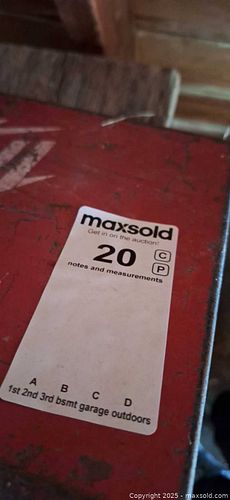 maxsold
Get in on the auction!
20 C
P
notes and measurements
A B C D
1st 2nd 3rd bsmt garage outdoors
Copyright © 2025 - maxsold.com